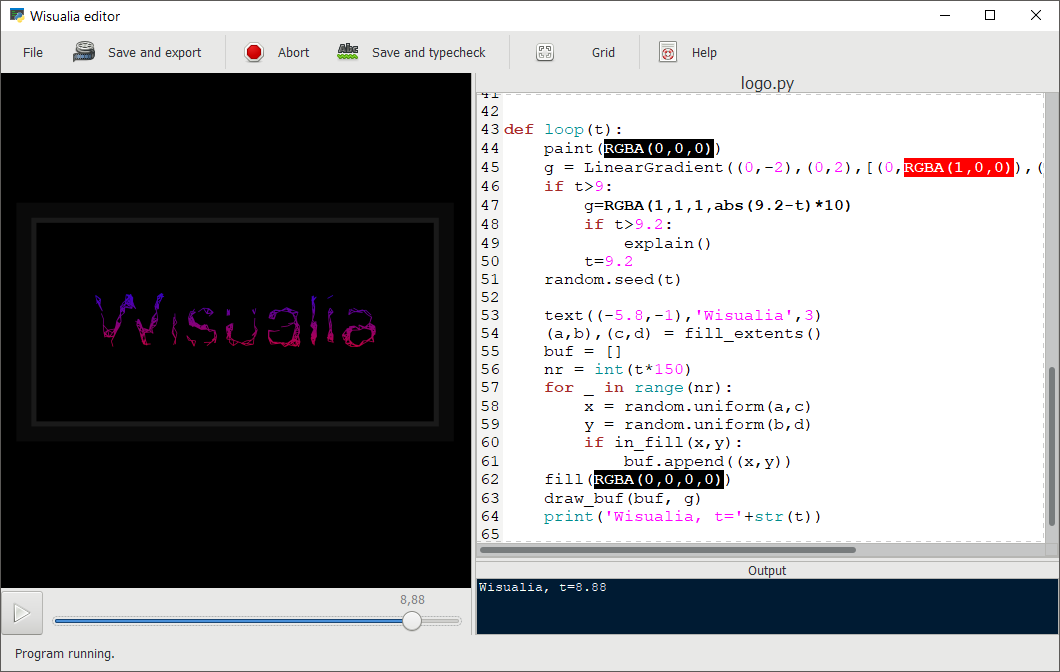 Wisualia editor
File Save and export Abort Save and typecheck Grid Help
Wisualia
8,88
Program running.
logo.py
41
42
43 def loop(t):
44     paint(RGBA(0,0,0))
45     g = LinearGradient((0,-2),(0,2),[(0,RGBA(1,0,0)),(
46     if t>9:
47         g=RGBA(1,1,1,abs(9.2-t)*10)
48         if t>9.2:
49             explain()
50         t=9.2
51     random.seed(t)
52
53     text((-5.8,-1),'Wisualia',3)
54     (a,b),(c,d) = fill_extents()
55     buf = []
56     nr = int(t*150)
57     for _ in range(nr):
58         x = random.uniform(a,c)
59         y = random.uniform(b,d)
60         if in_fill(x,y):
61             buf.append((x,y))
62     fill(RGBA(0,0,0,0))
63     draw_buf(buf, g)
64     print('Wisualia, t='+str(t))
65
Output
Wisualia, t=8.88